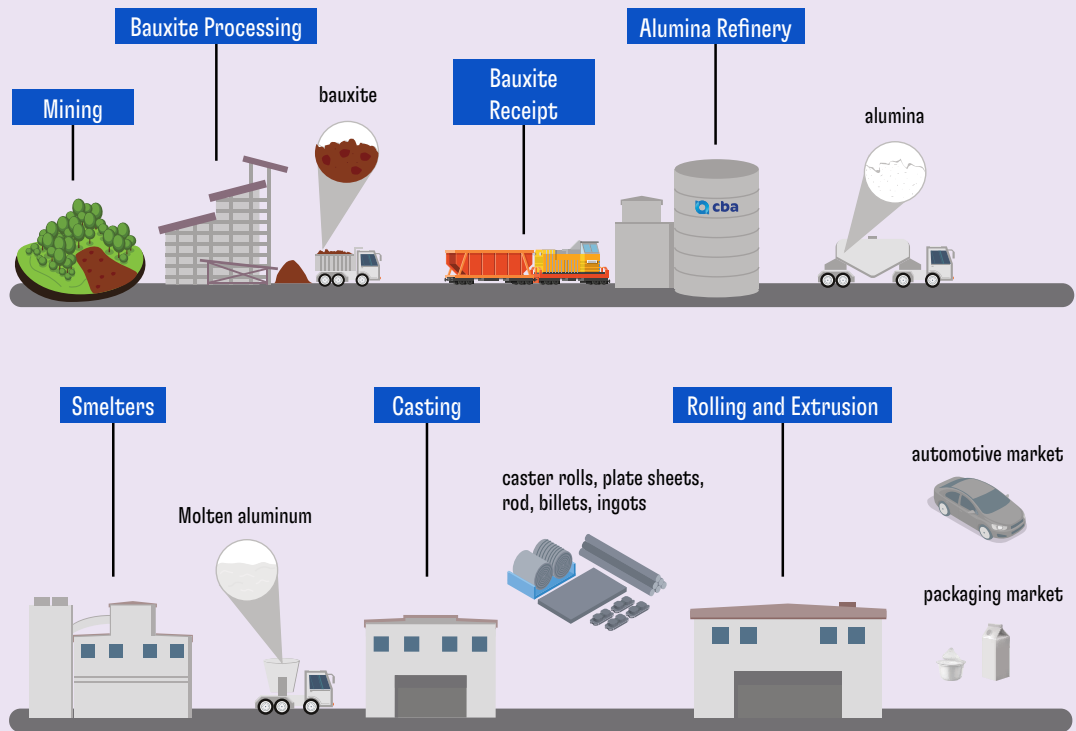 Bauxite Processing
Alumina Refinery
Mining
bauxite
Bauxite
Receipt
alumina
cba
Smelters
Casting
Rolling and Extrusion
Molten aluminum
caster rolls, plate sheets,
rod, billets, ingots
automotive market
packaging market